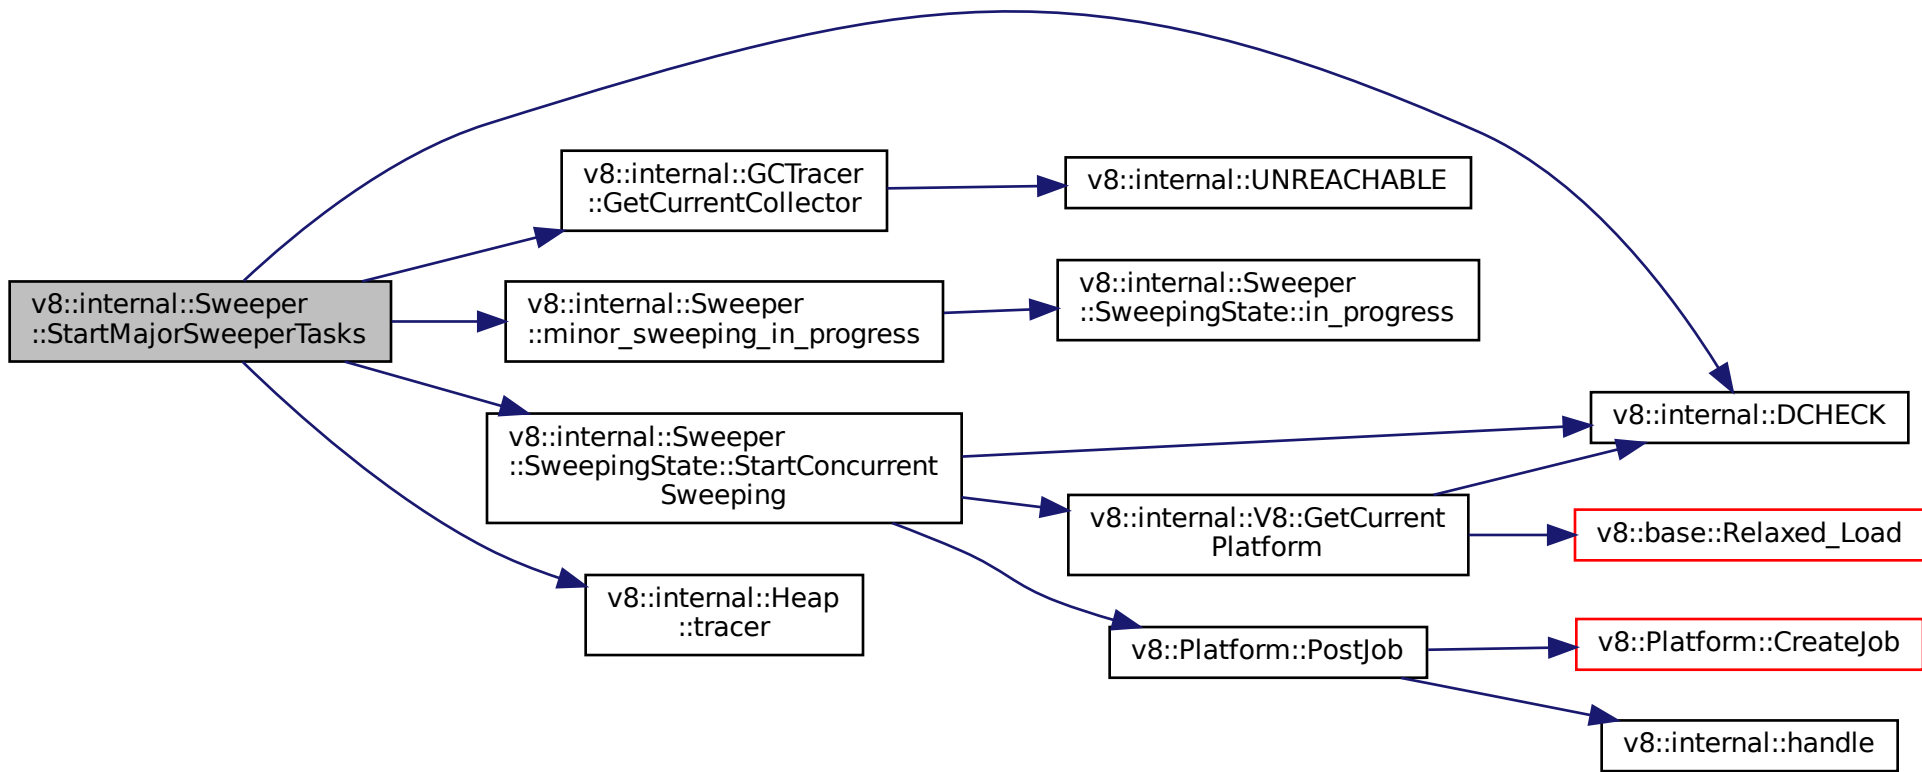 v8::internal::Sweeper
::StartMajorSweeperTasks
v8::internal::GCTracer
::GetCurrentCollector
v8::internal::UNREACHABLE
v8::internal::Sweeper
::minor_sweeping_in_progress
v8::internal::Sweeper
::SweepingState::in_progress
v8::internal::Sweeper
::SweepingState::StartConcurrent
Sweeping
v8::internal::DCHECK
v8::internal::V8::GetCurrent
Platform
v8::base::Relaxed_Load
v8::internal::Heap
::tracer
v8::Platform::PostJob
v8::Platform::CreateJob
v8::internal::handle